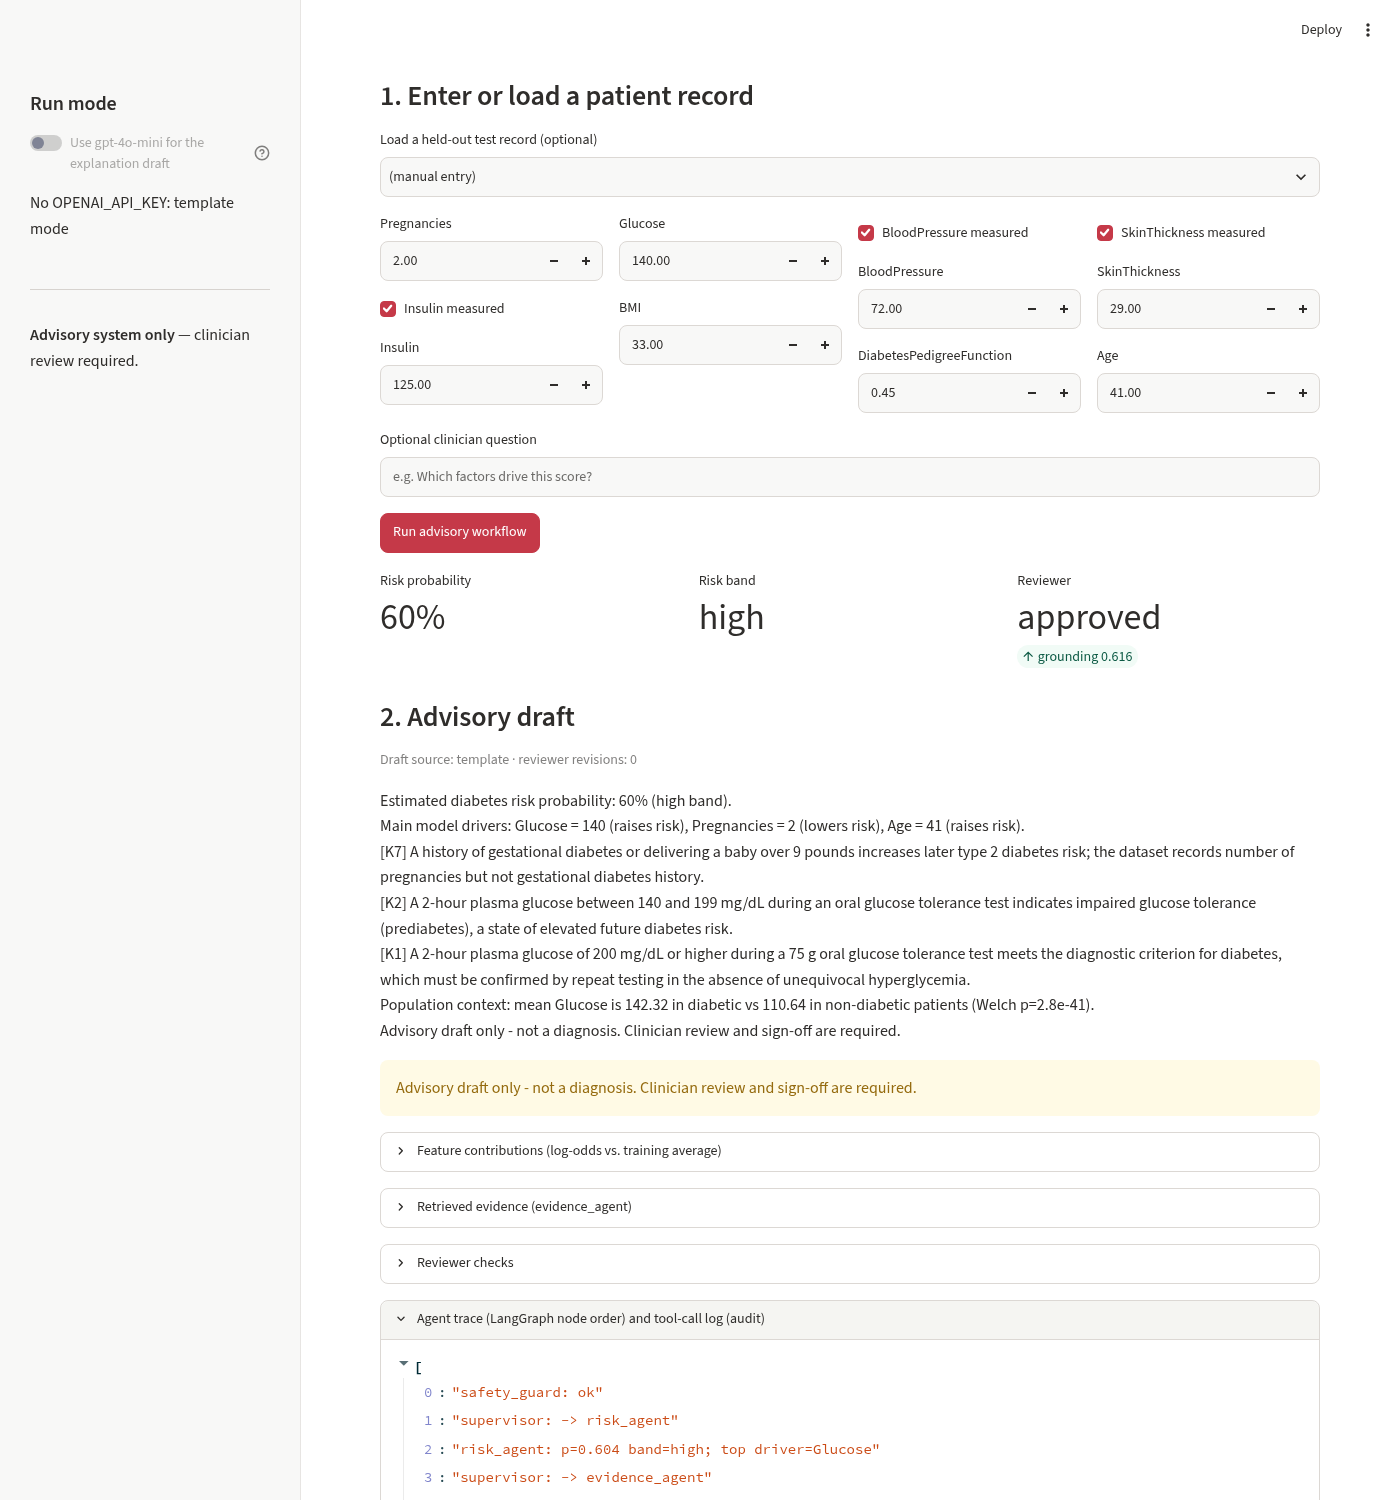 Deploy
Run mode
Use gpt-4o-mini for the
explanation draft
No OPENAI_API_KEY: template
mode
Advisory system only — clinician
review required.
1. Enter or load a patient record
Load a held-out test record (optional)
(manual entry)
Pregnancies
2.00
Glucose
140.00
BloodPressure measured
BloodPressure
72.00
SkinThickness measured
SkinThickness
29.00
Insulin measured
Insulin
125.00
BMI
33.00
DiabetesPedigreeFunction
0.45
Age
41.00
Optional clinician question
e.g. Which factors drive this score?
Run advisory workflow
Risk probability
60%
Risk band
high
Reviewer
approved
↑ grounding 0.616
2. Advisory draft
Draft source: template · reviewer revisions: 0
Estimated diabetes risk probability: 60% (high band).
Main model drivers: Glucose = 140 (raises risk), Pregnancies = 2 (lowers risk), Age = 41 (raises risk).
[K7] A history of gestational diabetes or delivering a baby over 9 pounds increases later type 2 diabetes risk; the dataset records number of
pregnancies but not gestational diabetes history.
[K2] A 2-hour plasma glucose between 140 and 199 mg/dL during an oral glucose tolerance test indicates impaired glucose tolerance
(prediabetes), a state of elevated future diabetes risk.
[K1] A 2-hour plasma glucose of 200 mg/dL or higher during a 75 g oral glucose tolerance test meets the diagnostic criterion for diabetes,
which must be confirmed by repeat testing in the absence of unequivocal hyperglycemia.
Population context: mean Glucose is 142.32 in diabetic vs 110.64 in non-diabetic patients (Welch p=2.8e-41).
Advisory draft only - not a diagnosis. Clinician review and sign-off are required.
Advisory draft only - not a diagnosis. Clinician review and sign-off are required.
Feature contributions (log-odds vs. training average)
Retrieved evidence (evidence_agent)
Reviewer checks
Agent trace (LangGraph node order) and tool-call log (audit)
[
0 : "safety_guard: ok"
1 : "supervisor: -> risk_agent"
2 : "risk_agent: p=0.604 band=high; top driver=Glucose"
3 : "supervisor: -> evidence_agent"